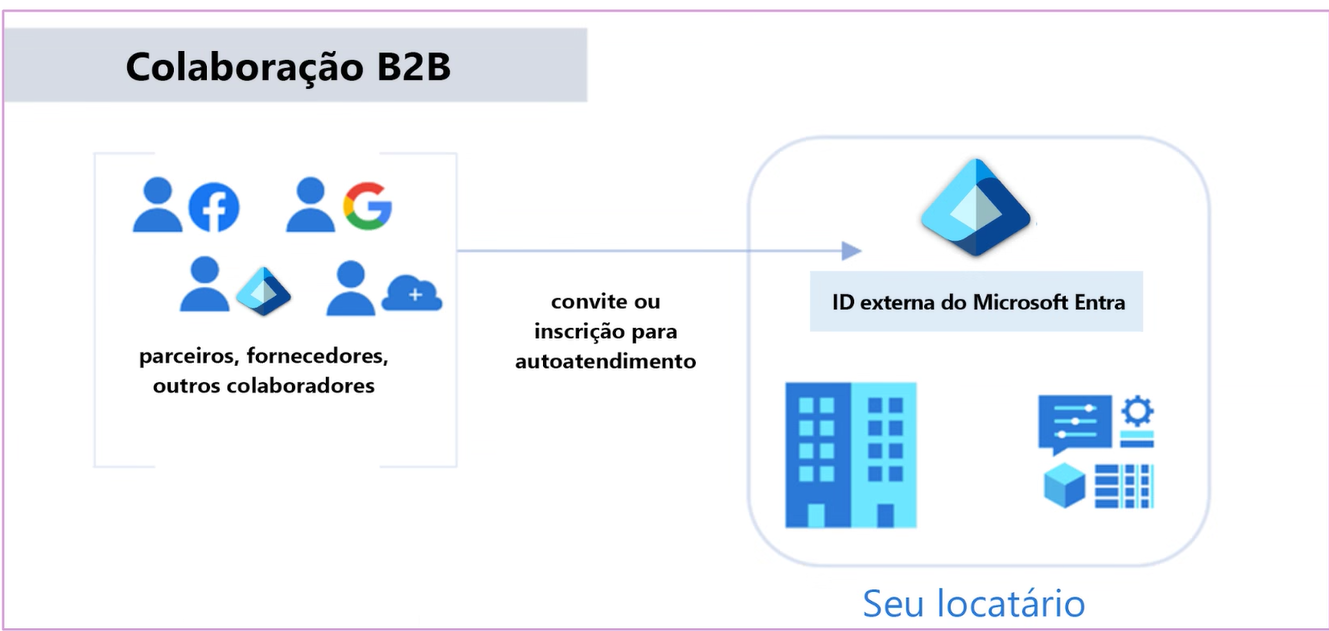 Colaboração B2B
parceiros, fornecedores,
outros colaboradores
convite ou
inscrição para
autoatendimento
ID externa do Microsoft Entra
Seu locatário